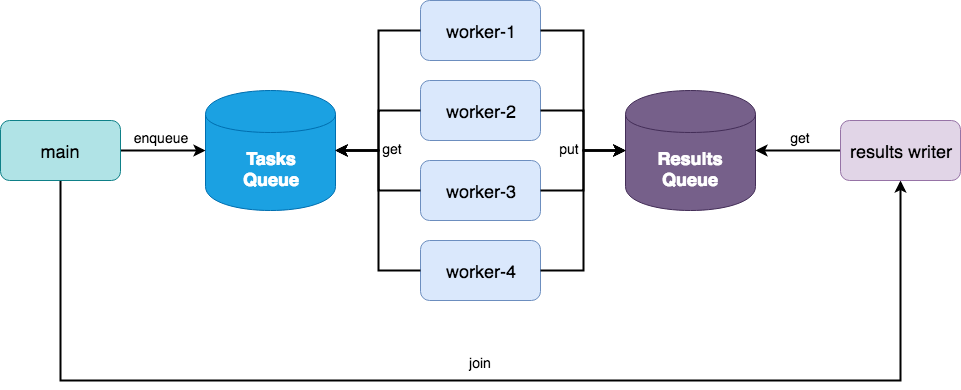 worker-1
worker-2
main
enqueue
Tasks
Queue
get
put
Results
Queue
get
results writer
worker-3
worker-4
join